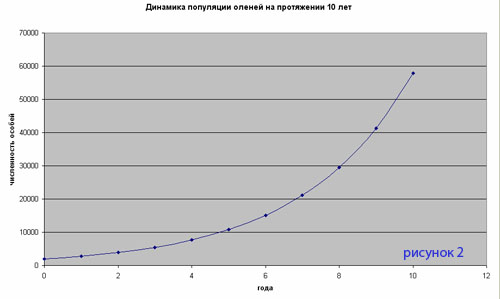 Динамика популяции оленей на протяжении 10 лет
70000
60000
50000
40000
30000
20000
10000
0
численность особей
0 2 4 6 8 10 12
года
рисунок 2